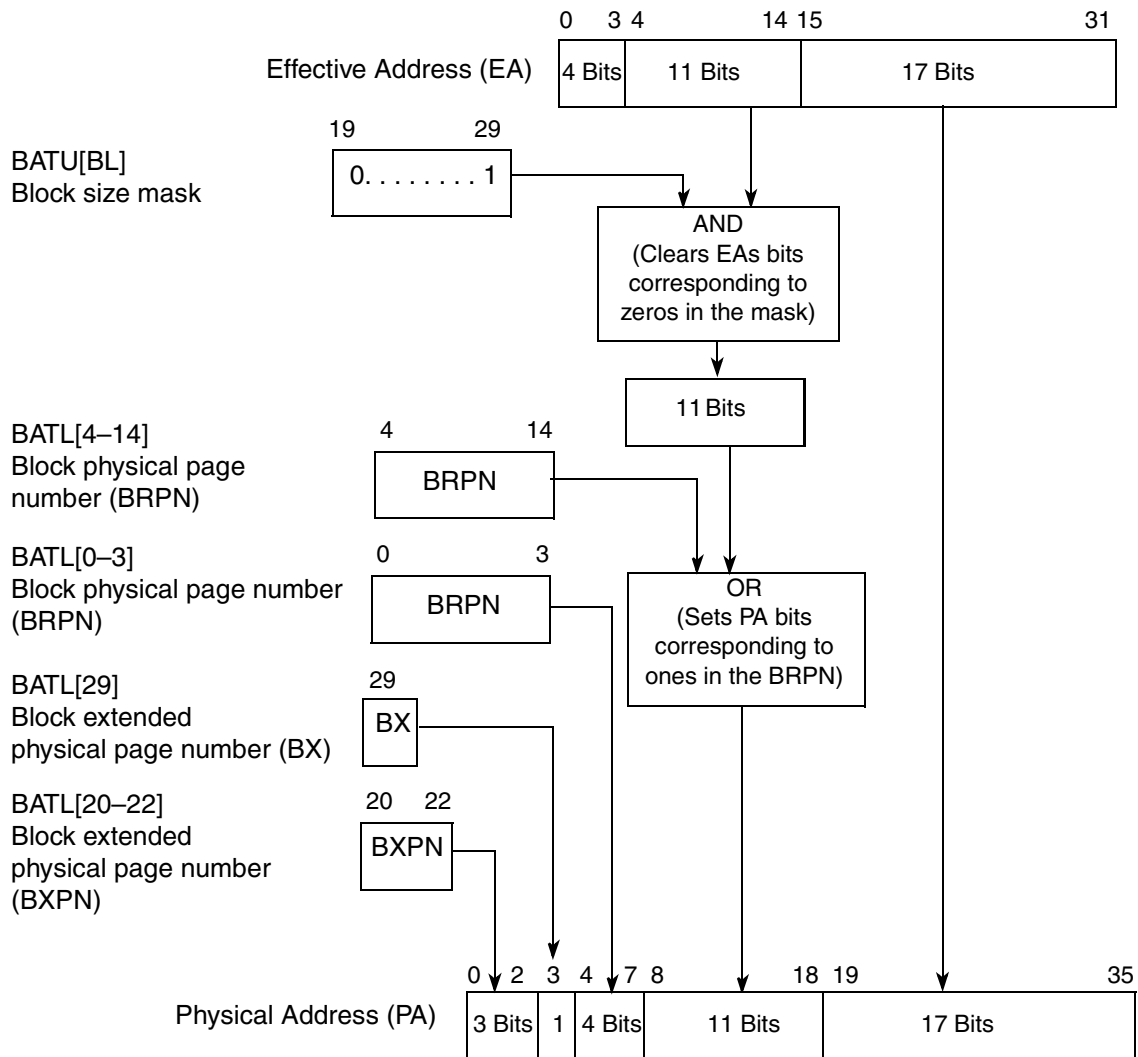 0 3 4 14 15 31
Effective Address (EA)
4 Bits 11 Bits 17 Bits
19 29
BATU[BL]
Block size mask
0. . . . . . . . 1
AND
(Clears EAs bits
corresponding to
zeros in the mask)
11 Bits
BATL[4–14]
Block physical page
number (BRPN)
4 14
BRPN
BATL[0–3]
Block physical page number
(BRPN)
0 3
BRPN
OR
(Sets PA bits
corresponding to
ones in the BRPN)
BATL[29]
Block extended
physical page number (BX)
29
BX
BATL[20–22]
Block extended
physical page number
(BXPN)
20 22
BXPN
0 2 3 4 7 8 18 19 35
Physical Address (PA)
3 Bits 1 4 Bits 11 Bits 17 Bits